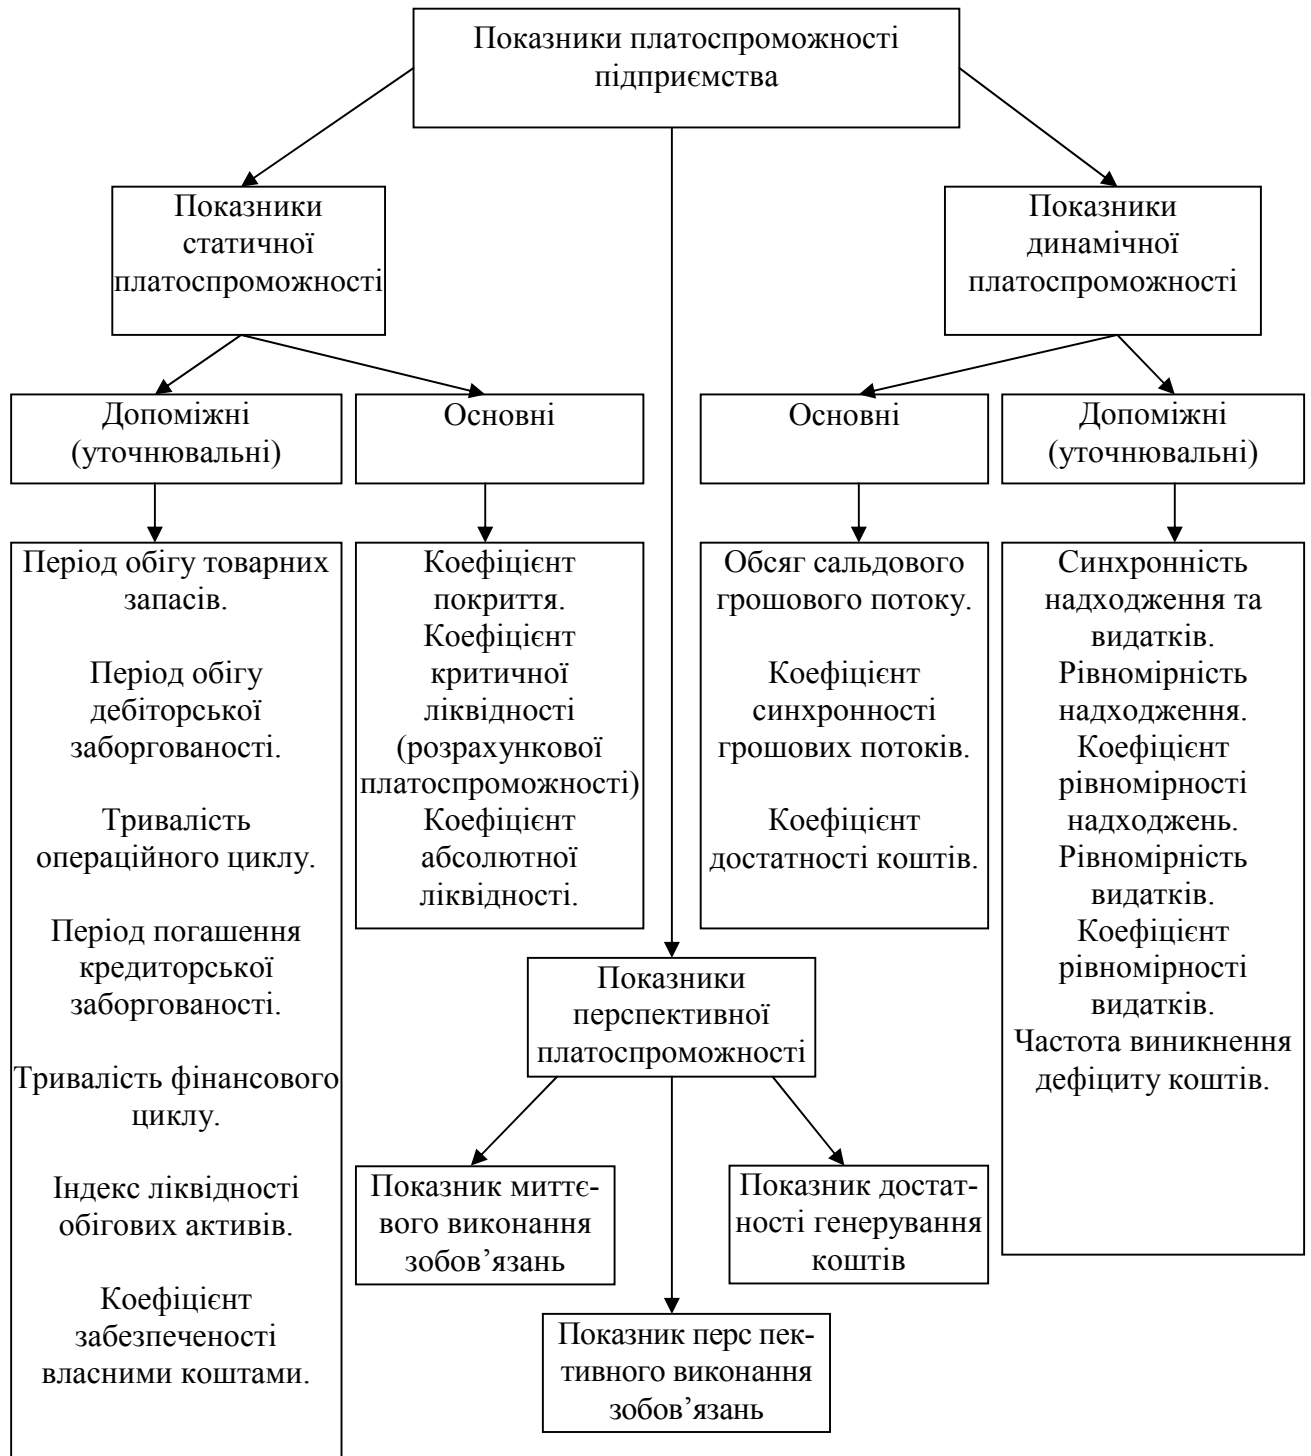 Показники платоспроможності
підприємства
Показники
статичної
платоспроможності
Показники
динамічної
платоспроможності
Допоміжні
(уточнювальні)
Основні
Основні
Допоміжні
(уточнювальні)
Період обігу товарних
запасів.
Період обігу
дебіторської
заборгованості.
Тривалість
операційного циклу.
Період погашення
кредиторської
заборгованості.
Тривалість фінансового
циклу.
Індекс ліквідності
обігових активів.
Коефіцієнт
забезпеченості
власними коштами.
Коефіцієнт
покриття.
Коефіцієнт
критичної
ліквідності
(розрахункової
платоспроможності)
Коефіцієнт
абсолютної
ліквідності.
Обсяг сальдового
грошового потоку.
Коефіцієнт
синхронності
грошових потоків.
Коефіцієнт
достатності коштів.
Синхронність
надходження та
видатків.
Рівномірність
надходження.
Коефіцієнт
рівномірності
надходжень.
Рівномірність
видатків.
Коефіцієнт
рівномірності
видатків.
Частота виникнення
дефіциту коштів.
Показники
перспективної
платоспроможності
Показник миттє-
вого виконання
зобов’язань
Показник достат-
ності генерування
коштів
Показник перс пек-
тивного виконання
зобов’язань